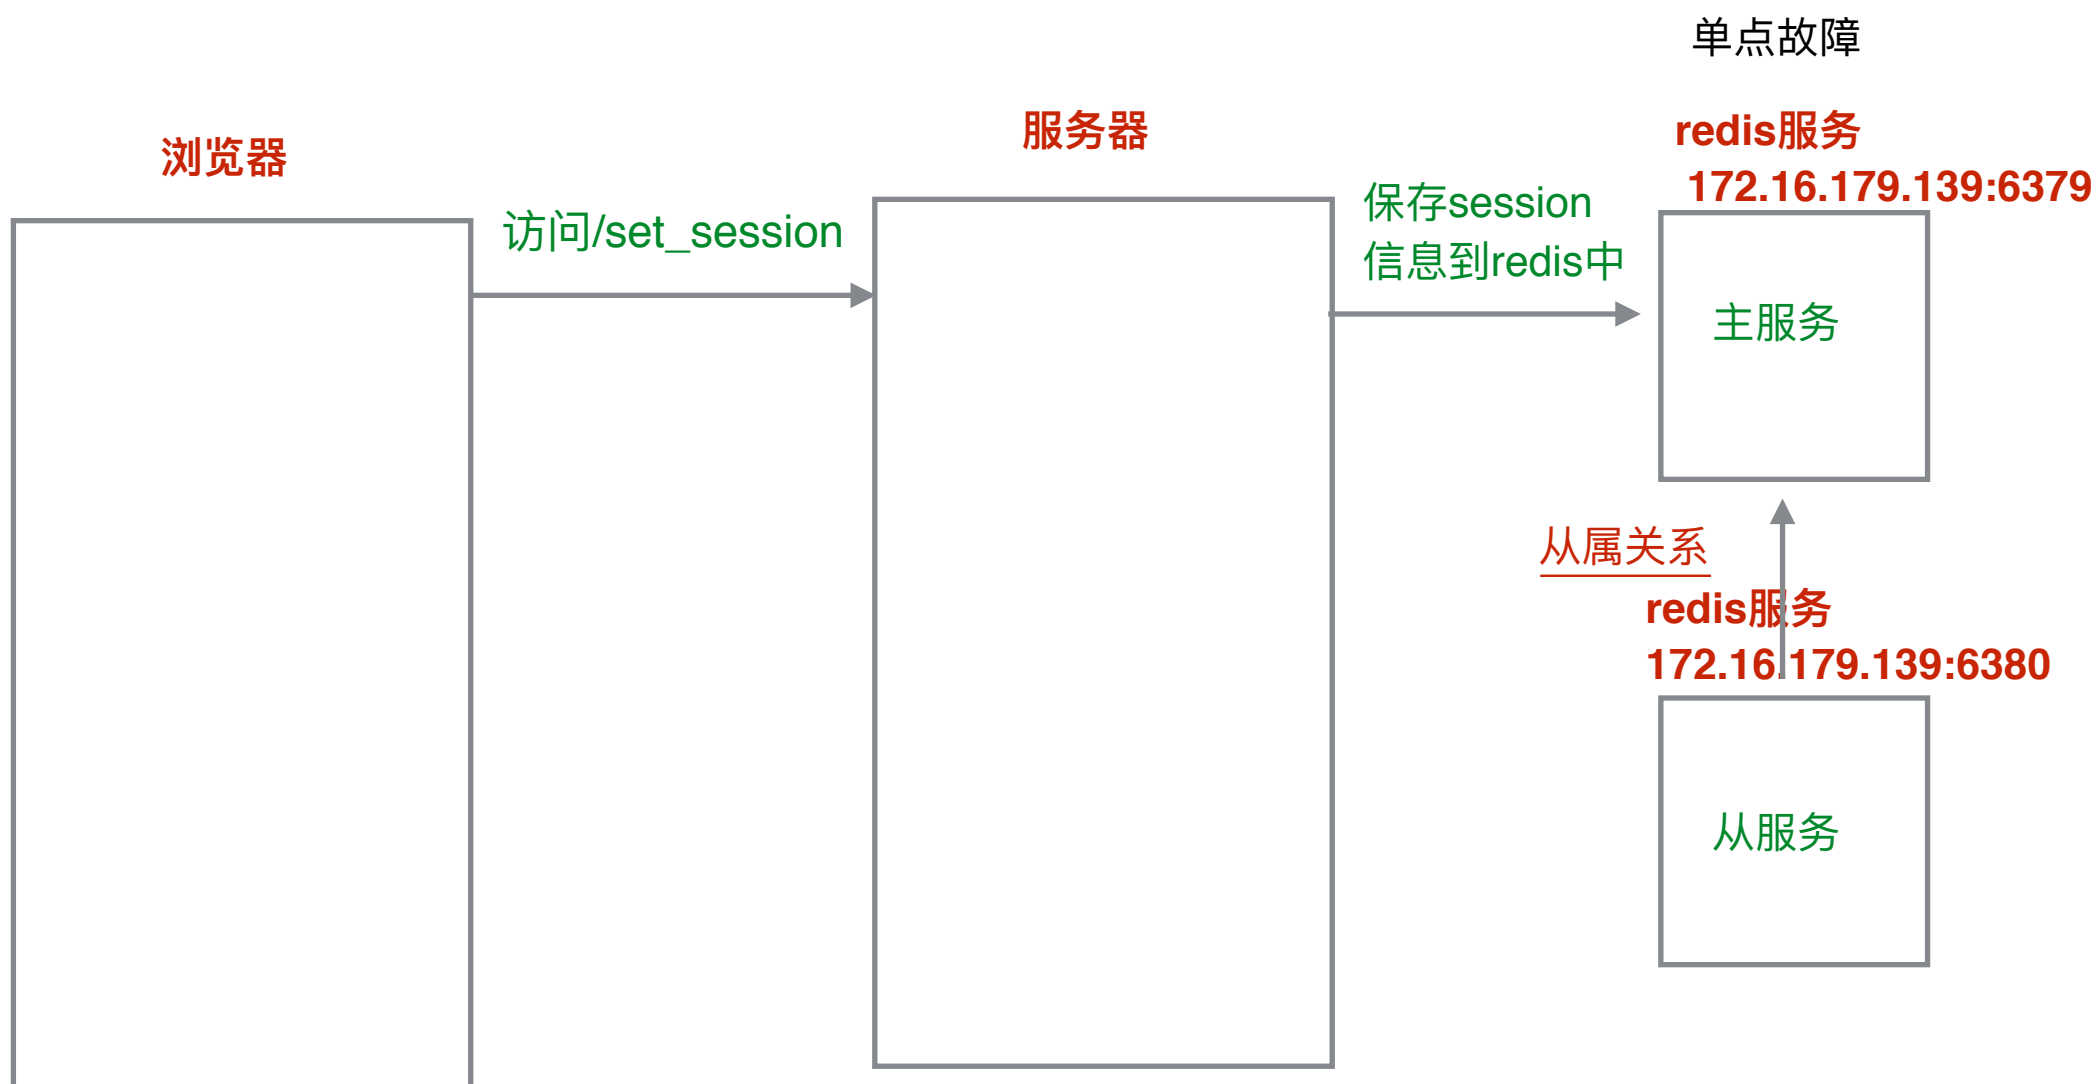 单点故障
浏览器
服务器
redis服务
172.16.179.139:6379
访问/set_session
保存session
信息到redis中
主服务
从属关系
redis服务
172.16.179.139:6380
从服务